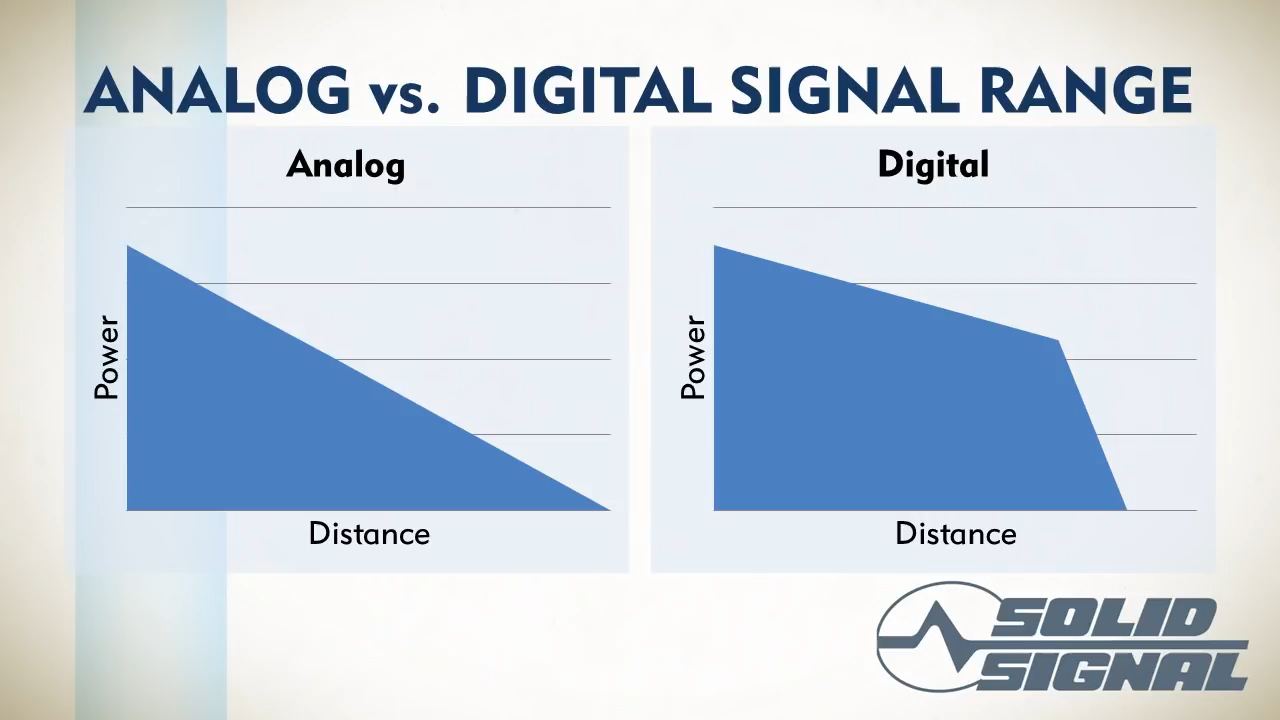 ANALOG vs. DIGITAL SIGNAL RANGE
Analog
Power
Distance
Digital
Power
Distance
SOLID
SIGNAL